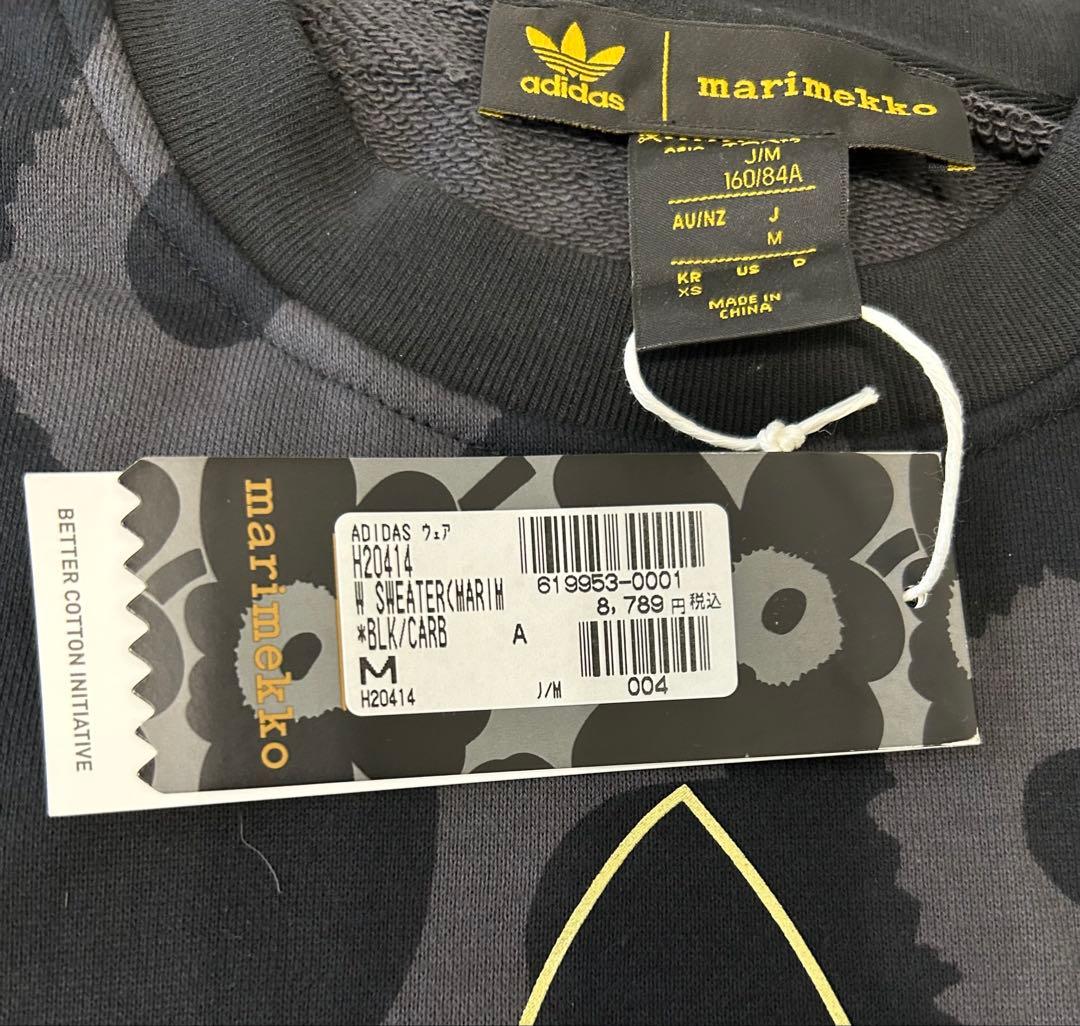 adidas
marimekko
J/M
160/84A
AU/NZ J
M
KR US P
XS
MADE IN
CHINA
BETTER COTTON INITIATIVE
marimekko
ADIDAS ウェア
H20414
619953-0001
W SWEATER(MARIM
8,789 円税込
*BLK/CARB A
M
H20414 J/M 004